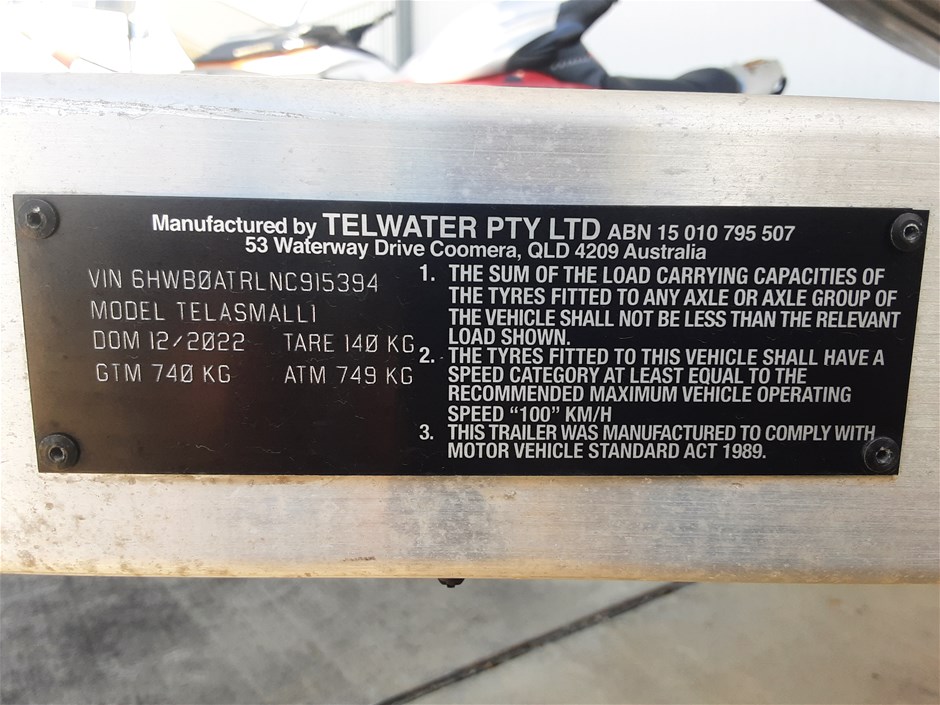 Manufactured by TELWATER PTY LTD ABN 15 010 795 507
53 Waterway Drive Coomera, QLD 4209 Australia
VIN 6HWB0ATRLNC915394
MODEL TELASMALL1
DOM 12/2022 TARE 140 KG
GTM 740 KG ATM 749 KG
1. THE SUM OF THE LOAD CARRYING CAPACITIES OF
THE TYRES FITTED TO ANY AXLE OR AXLE GROUP OF
THE VEHICLE SHALL NOT BE LESS THAN THE RELEVANT
LOAD SHOWN.
2. THE TYRES FITTED TO THIS VEHICLE SHALL HAVE A
SPEED CATEGORY AT LEAST EQUAL TO THE
RECOMMENDED MAXIMUM VEHICLE OPERATING
SPEED “100” KM/H
3. THIS TRAILER WAS MANUFACTURED TO COMPLY WITH
MOTOR VEHICLE STANDARD ACT 1989.